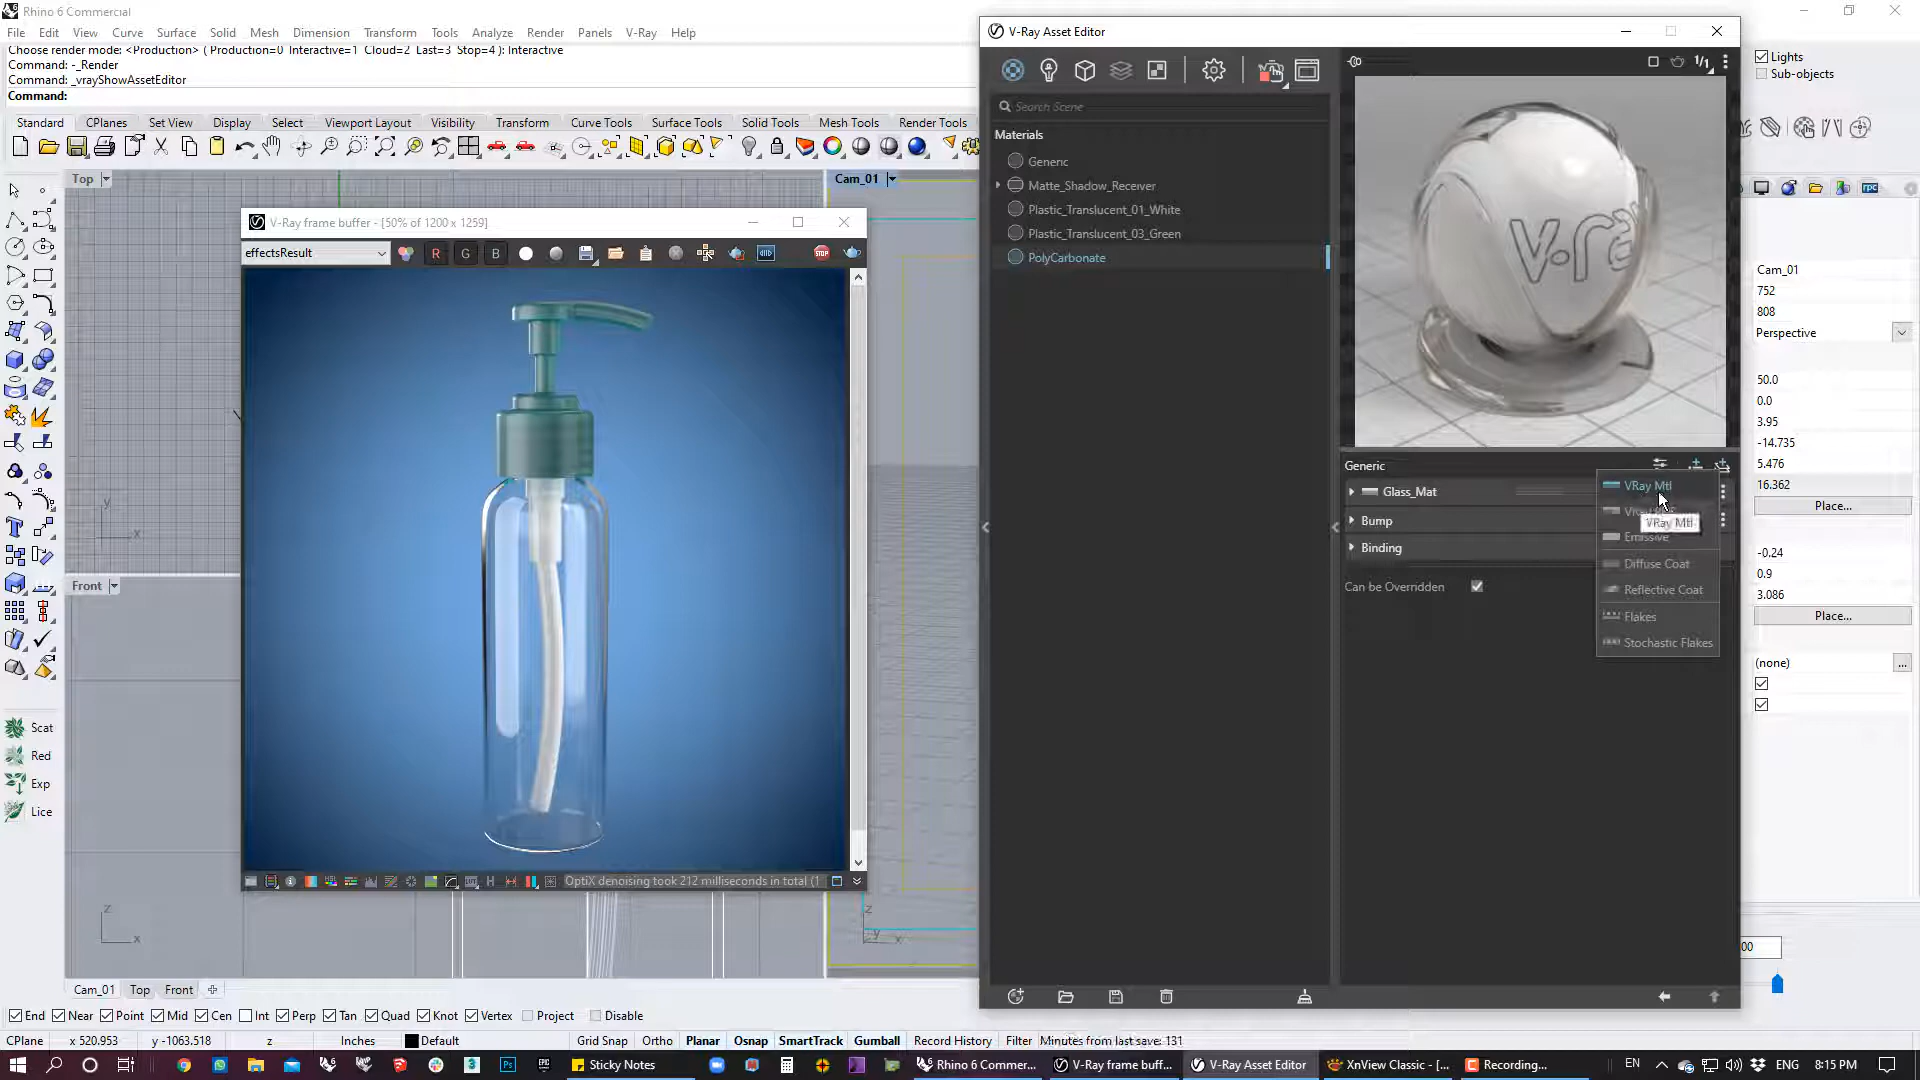 Rhino 6 Commercial
File Edit View Curve Surface Solid Mesh Dimension Transform Tools Analyze Render Panels V-Ray Help
Choose render mode: <Production> ( Production=0 Interactive=1 Cloud=2 Last=3 Stop=4 ): Interactive
Command: -_Render
Command: _vrayShowAssetEditor
Command:
Standard CPlanes Set View Display Select Viewport Layout Visibility Transform Curve Tools Surface Tools Solid Tools Mesh Tools Render Tools
Top
Cam_01
V-Ray frame buffer - [50% of 1200 x 1259]
effectsResult
R G B
OptiX denoising took 212 milliseconds in total (1
Front
V-Ray Asset Editor
1/1
Search Scene
Materials
Generic
Matte_Shadow_Receiver
Plastic_Translucent_01_White
Plastic_Translucent_03_Green
PolyCarbonate
v·ra
Generic
Glass_Mat
Bump
Binding
Can be Overridden
VRay Mtl
VRay Mtl
Emissive
Diffuse Coat
Reflective Coat
Flakes
Stochastic Flakes
Lights
Sub-objects
rpc
Cam_01
752
808
Perspective
50.0
0.0
3.95
-14.735
5.476
16.362
Place...
-0.24
0.9
3.086
Place...
(none)
...
00
Scat
Red
Exp
Lice
y
x
z
x
z
y
x
Cam_01 Top Front
End Near Point Mid Cen Int Perp Tan Quad Knot Vertex Project Disable
CPlane x 520.953 y -1063.518 z Inches Default Grid Snap Ortho Planar Osnap SmartTrack Gumball Record History Filter Minutes from last save: 131
Ps
Sticky Notes
Rhino 6 Commer...
V-Ray frame buff...
V-Ray Asset Editor
XnView Classic - [...
Recording...
EN
ENG
8:15 PM